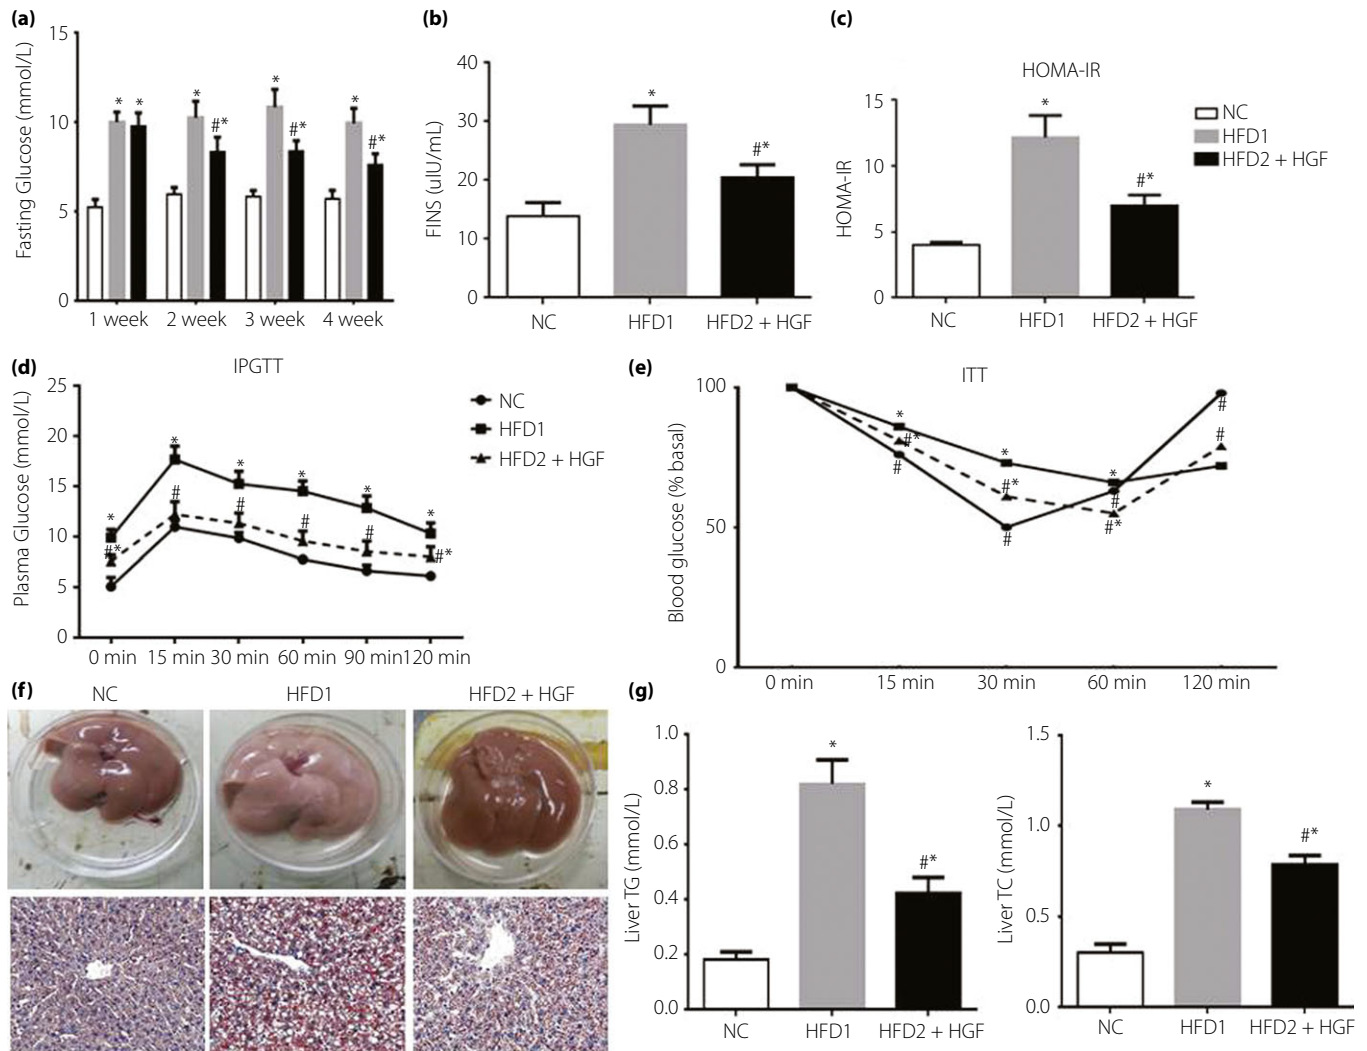 (a)
Fasting Glucose (mmol/L)
15
10
5
0
* * * #* * #* * #*
1 week 2 week 3 week 4 week
(b)
FINS (uIU/mL)
40
30
20
10
0
* #*
NC HFD1 HFD2 + HGF
(c)
HOMA-IR
HOMA-IR
15
10
5
0
* #*
NC HFD1 HFD2 + HGF
NC
HFD1
HFD2 + HGF
(d)
IPGTT
Plasma Glucose (mmol/L)
25
20
15
10
5
0
NC
HFD1
HFD2 + HGF
* * * * * *
#* # # # # #*
0 min 15 min 30 min 60 min 90 min 120 min
(e)
ITT
Blood glucose (% basal)
100
50
0
* * * #
#* #* # #
# # #*
0 min 15 min 30 min 60 min 120 min
(f)
NC HFD1 HFD2 + HGF
(g)
Liver TG (mmol/L)
1.0
0.8
0.6
0.4
0.2
0.0
* #*
NC HFD1 HFD2 + HGF
Liver TC (mmol/L)
1.5
1.0
0.5
0.0
* #*
NC HFD1 HFD2 + HGF